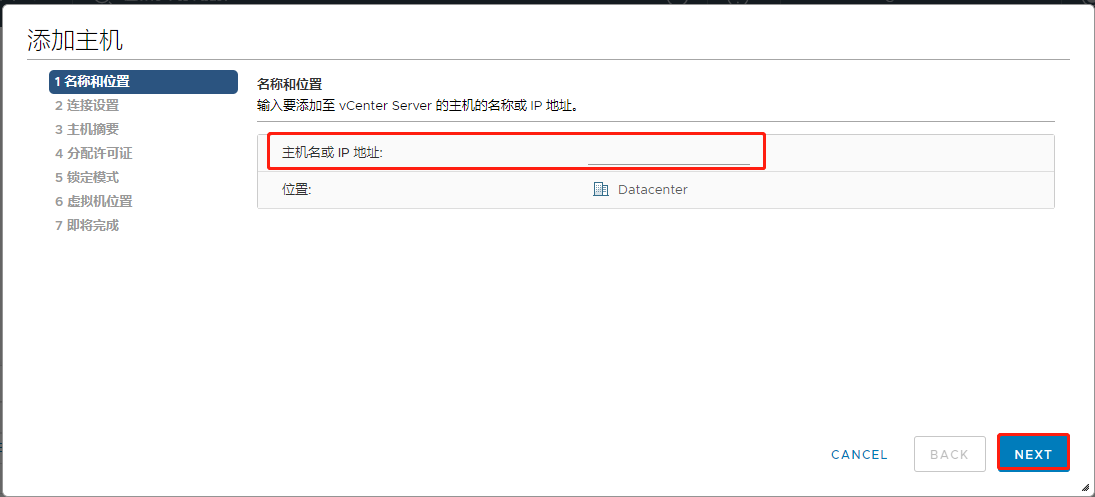 添加主机
1 名称和位置
2 连接设置
3 主机摘要
4 分配许可证
5 锁定模式
6 虚拟机位置
7 即将完成
名称和位置
输入要添加至 vCenter Server 的主机的名称或 IP 地址。
主机名或 IP 地址:
位置:
Datacenter
CANCEL
BACK
NEXT